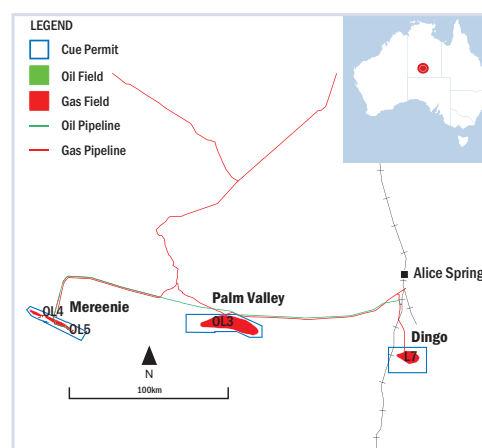 LEGEND
Cue Permit
Oil Field
Gas Field
Oil Pipeline
Gas Pipeline
Alice Spring
OL4
Mereenie
OL5
Palm Valley
OL3
Dingo
L7
N
100km